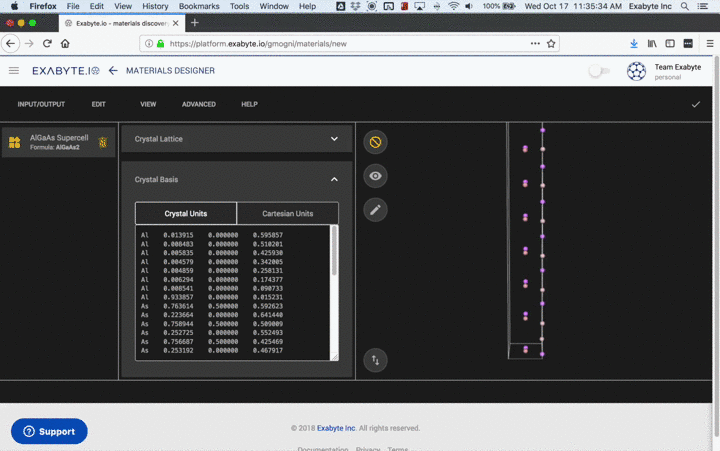 Firefox File Edit View History Bookmarks Tools Window Help 100% Wed Oct 17 11:35:34 AM Exabyte Inc
Exabyte.io - materials discovery
https://platform.exabyte.io/gmogni/materials/new
EXABYTE.IO MATERIALS DESIGNER
Team Exabyte
personal
INPUT/OUTPUT EDIT VIEW ADVANCED HELP
AlGaAs Supercell
Formula: AlGaAs2
Crystal Lattice
Crystal Basis
Crystal Units Cartesian Units
Al 0.013915 0.000000 0.595857
Al 0.008483 0.000000 0.510201
Al 0.005835 0.000000 0.425930
Al 0.004579 0.000000 0.342005
Al 0.004859 0.000000 0.258131
Al 0.006294 0.000000 0.174377
Al 0.008541 0.000000 0.090733
Al 0.933857 0.000000 0.015231
As 0.763614 0.500000 0.592623
As 0.223664 0.000000 0.641440
As 0.758944 0.500000 0.509009
As 0.252725 0.000000 0.552493
As 0.756687 0.500000 0.425469
As 0.253192 0.000000 0.467917
© 2018 Exabyte Inc. All rights reserved.
Support
Documentation Privacy Terms